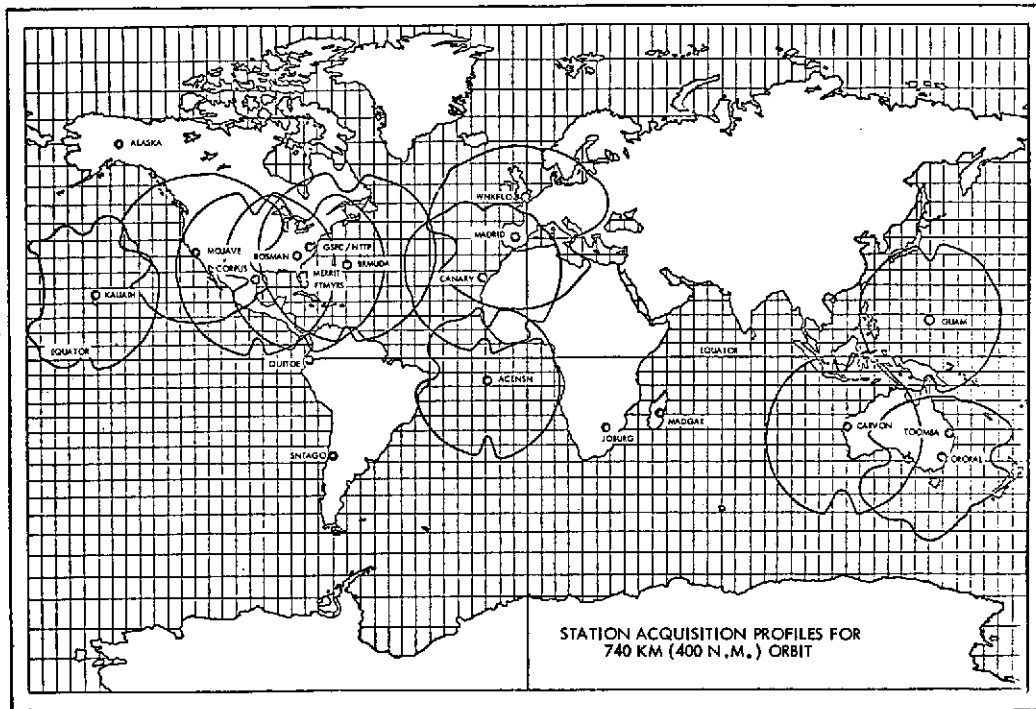 ALASKA
WNKFLD
MOJAVE
ROSMAN
GSFC/NTTF
MADRID
BERMUDA
CORPUS
MERRIT
FTMYRS
CANARY
KAUAIH
GUAM
EQUATOR
EQUATOR
QUITOE
ACENSN
CARVON
TOOMBA
MADGAR
JOBURG
SNTAGO
ORORAL
STATION ACQUISITION PROFILES FOR
740 KM (400 N.M.) ORBIT